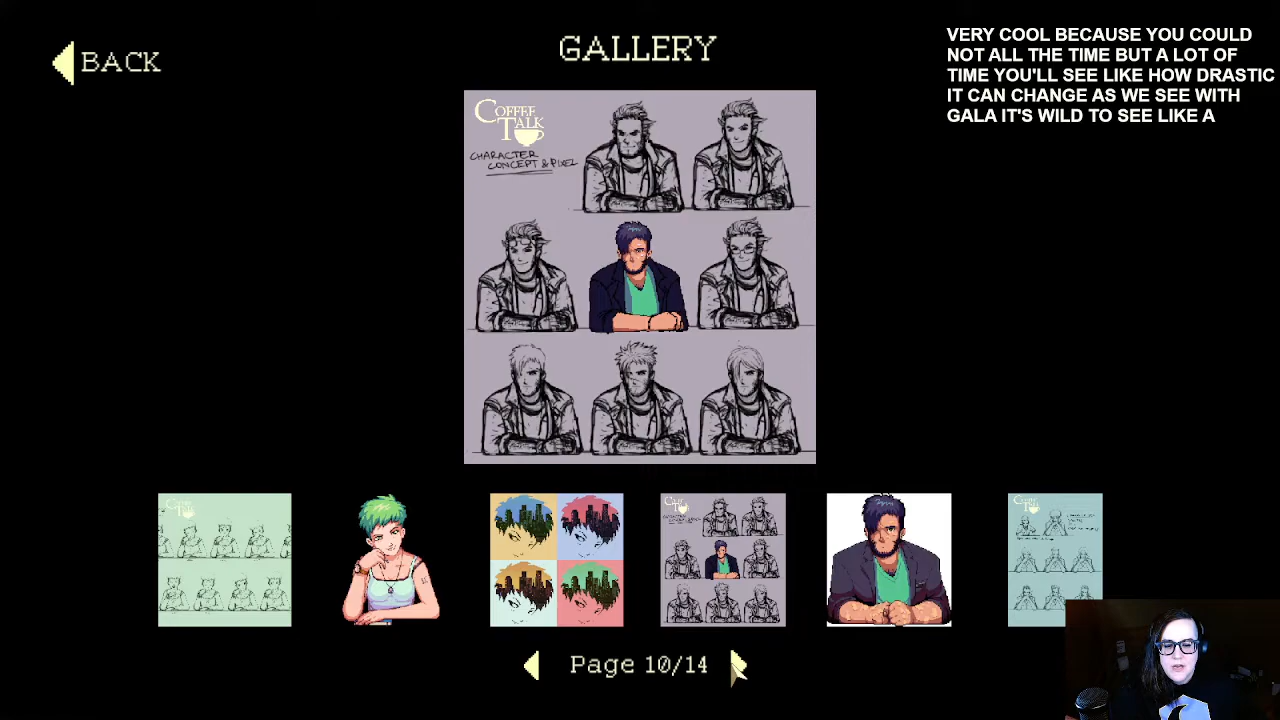 BACK
GALLERY
VERY COOL BECAUSE YOU COULD
NOT ALL THE TIME BUT A LOT OF
TIME YOU'LL SEE LIKE HOW DRASTIC
IT CAN CHANGE AS WE SEE WITH
GALA IT'S WILD TO SEE LIKE A
COFFEE
TALK
CHARACTER
CONCEPT & PIXEL
Page 10/14